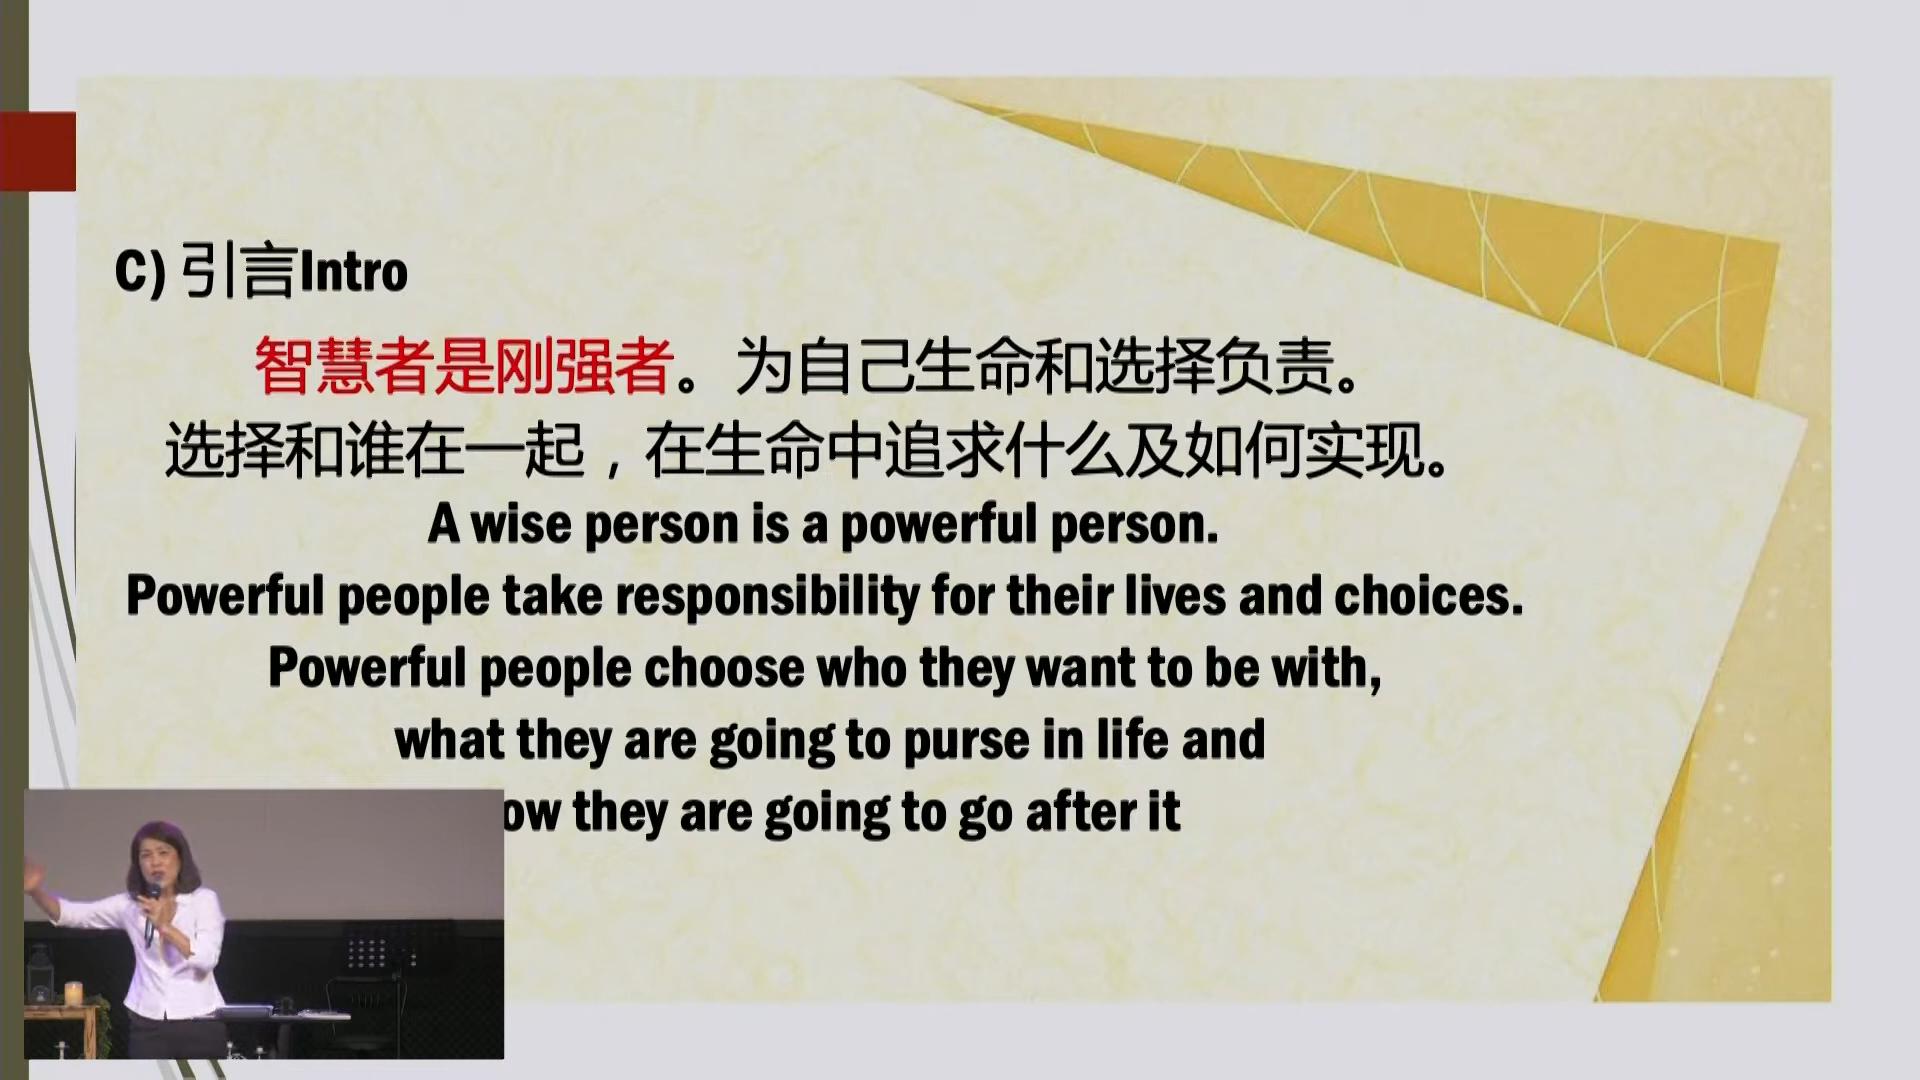 C) 引言Intro
智慧者是刚强者。为自己生命和选择负责。
选择和谁在一起，在生命中追求什么及如何实现。
A wise person is a powerful person.
Powerful people take responsibility for their lives and choices.
Powerful people choose who they want to be with,
what they are going to purse in life and
they are going to go after it